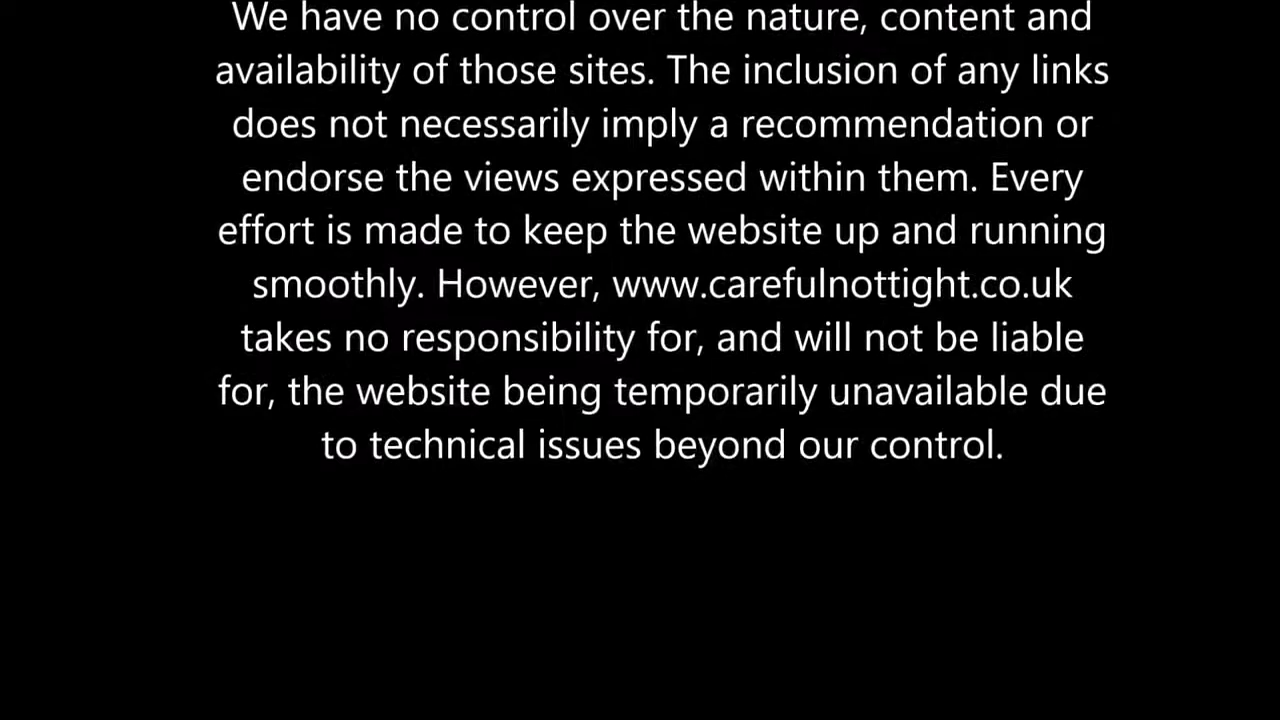 We have no control over the nature, content and
availability of those sites. The inclusion of any links
does not necessarily imply a recommendation or
endorse the views expressed within them. Every
effort is made to keep the website up and running
smoothly. However, www.carefulnottight.co.uk
takes no responsibility for, and will not be liable
for, the website being temporarily unavailable due
to technical issues beyond our control.